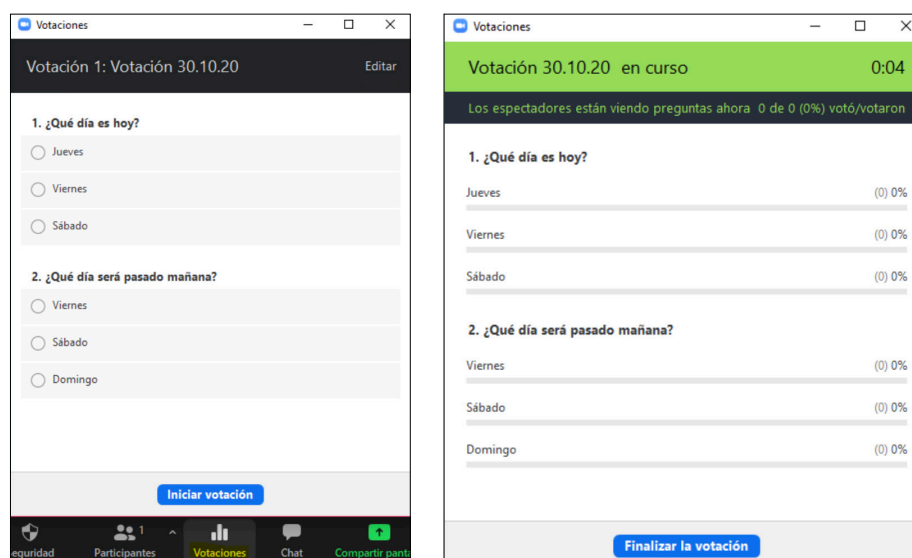 Votaciones
Votación 1: Votación 30.10.20 Editar
1. ¿Qué día es hoy?
Jueves
Viernes
Sábado
2. ¿Qué día será pasado mañana?
Viernes
Sábado
Domingo
Iniciar votación
eguridad Participantes 1 Votaciones Chat Compartir panta
Votaciones
Votación 30.10.20 en curso 0:04
Los espectadores están viendo preguntas ahora 0 de 0 (0%) votó/votaron
1. ¿Qué día es hoy?
Jueves (0) 0%
Viernes (0) 0%
Sábado (0) 0%
2. ¿Qué día será pasado mañana?
Viernes (0) 0%
Sábado (0) 0%
Domingo (0) 0%
Finalizar la votación